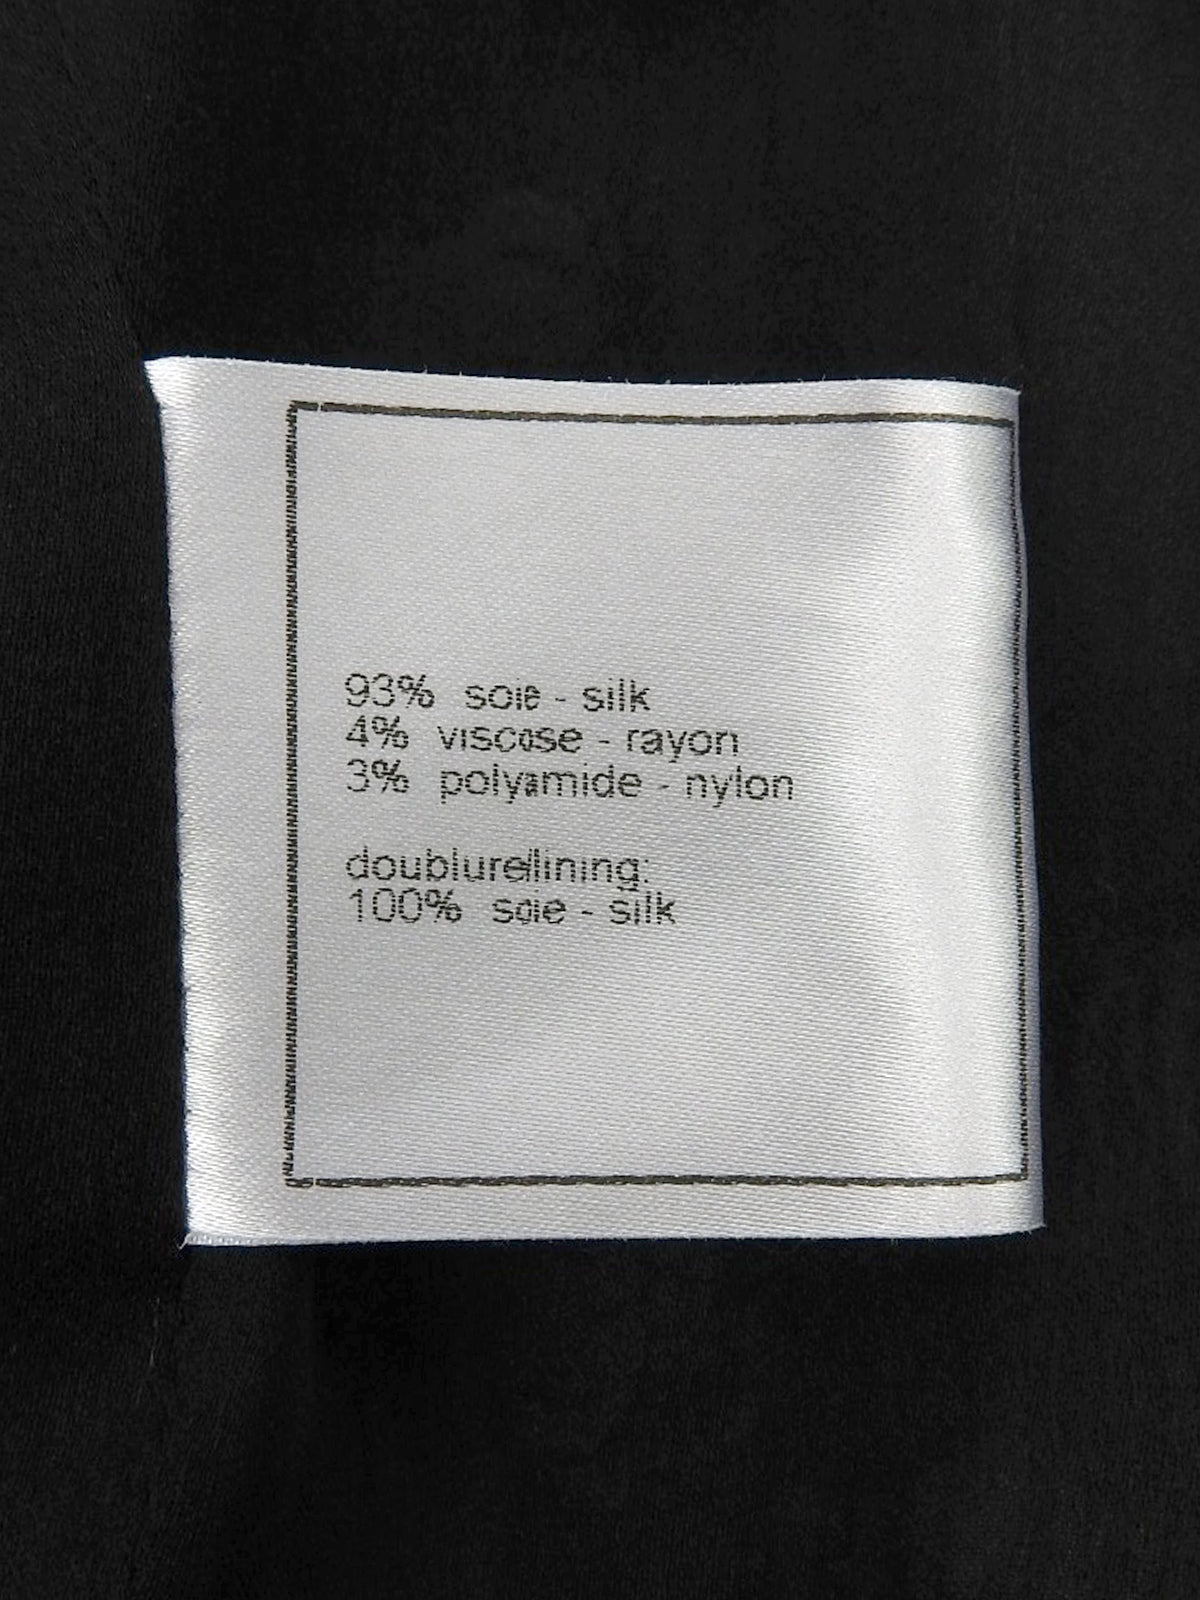 93% soie - silk
4% viscose - rayon
3% polyamide - nylon
doublure/lining:
100% soie - silk